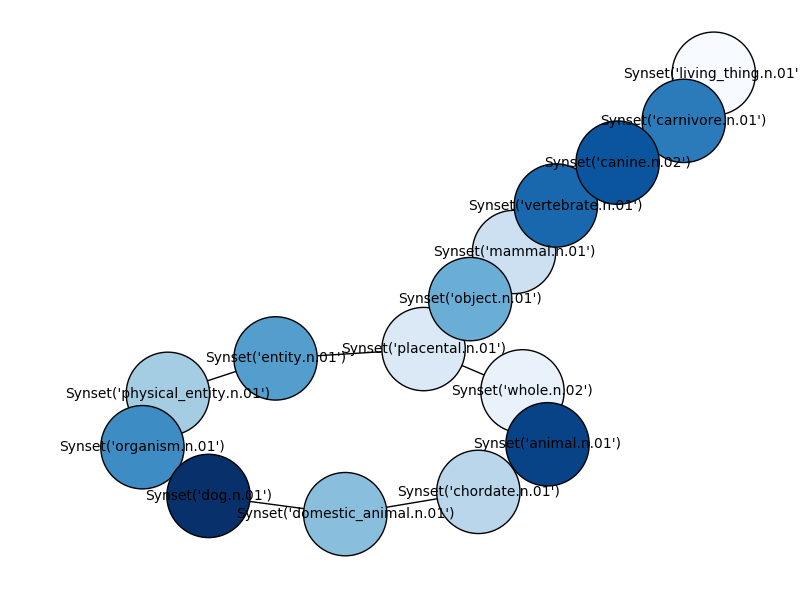 Synset('living_thing.n.01'
Synset('carnivore.n.01')
Synset('canine.n.02')
Synset('vertebrate.n.01')
Synset('mammal.n.01')
Synset('object.n.01')
Synset('placental.n.01')
Synset('entity.n.01')
Synset('whole.n.02')
Synset('physical_entity.n.01')
Synset('animal.n.01')
Synset('organism.n.01')
Synset('chordate.n.01')
Synset('dog.n.01')
Synset('domestic_animal.n.01')